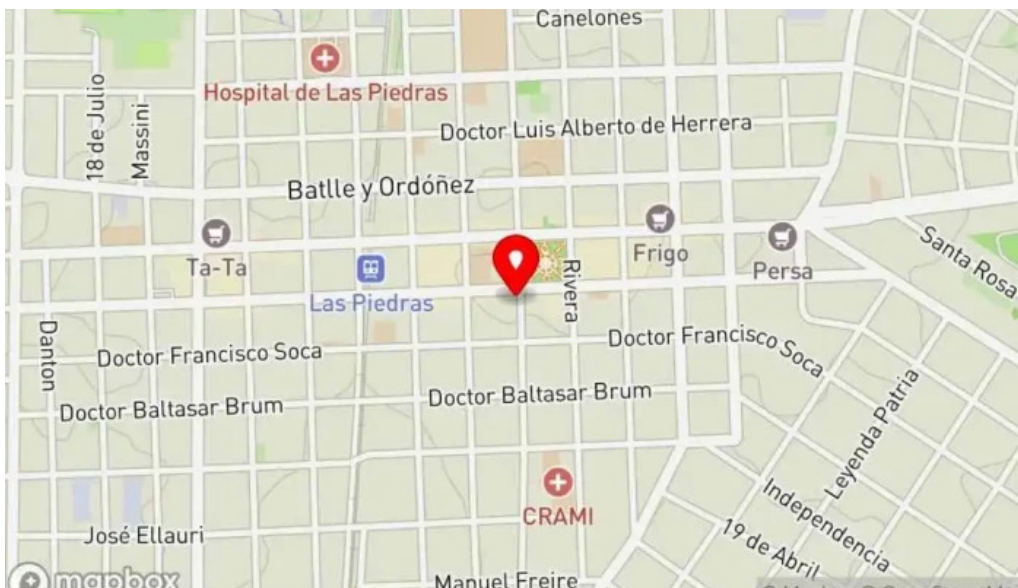 Canelones
Hospital de Las Piedras
18 de Julio
Massini
Doctor Luis Alberto de Herrera
Batlle y Ordóñez
Ta-Ta
Frigo
Persa
Santa Rosa
Las Piedras
Rivera
Danton
Doctor Francisco Soca
Doctor Francisco Soca
Doctor Baltasar Brum
Doctor Baltasar Brum
Leyenda Patria
CRAMI
Independencia
19 de Abril
José Ellauri
Manuel Freire
mapbox